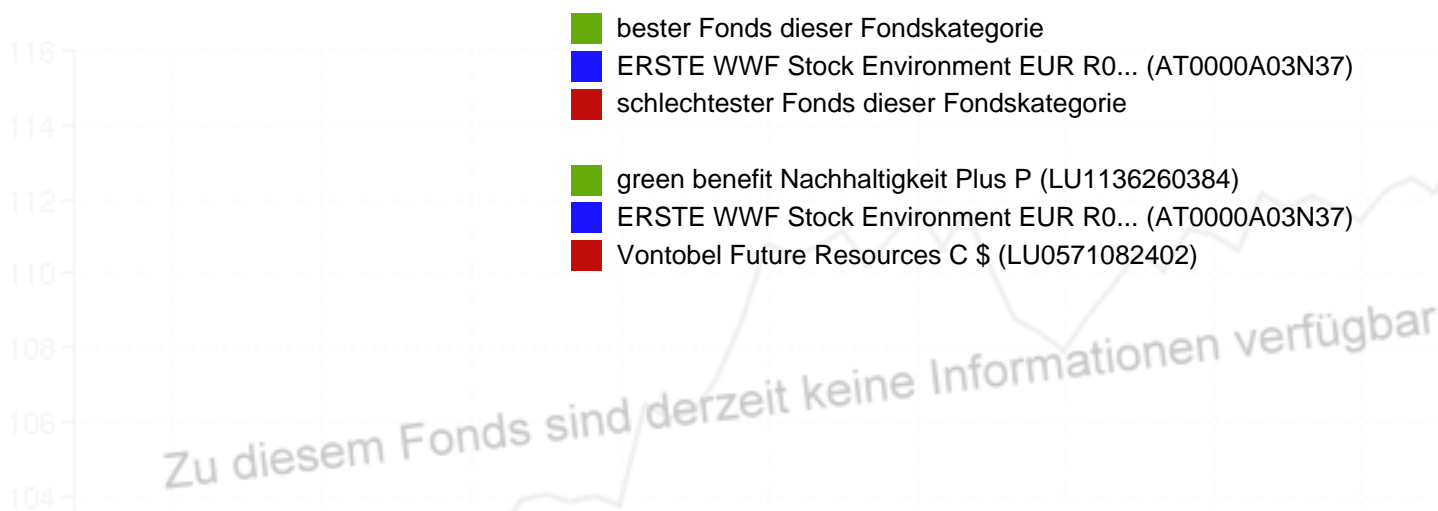 bester Fonds dieser Fondskategorie
116
ERSTE WWF Stock Environment EUR R0... (AT0000A03N37)
schlechtester Fonds dieser Fondskategorie
114
green benefit Nachhaltigkeit Plus P (LU1136260384)
112
ERSTE WWF Stock Environment EUR R0... (AT0000A03N37)
Vontobel Future Resources C $ (LU0571082402)
110
108
Zu diesem Fonds sind derzeit keine Informationen verfügbar
106
104